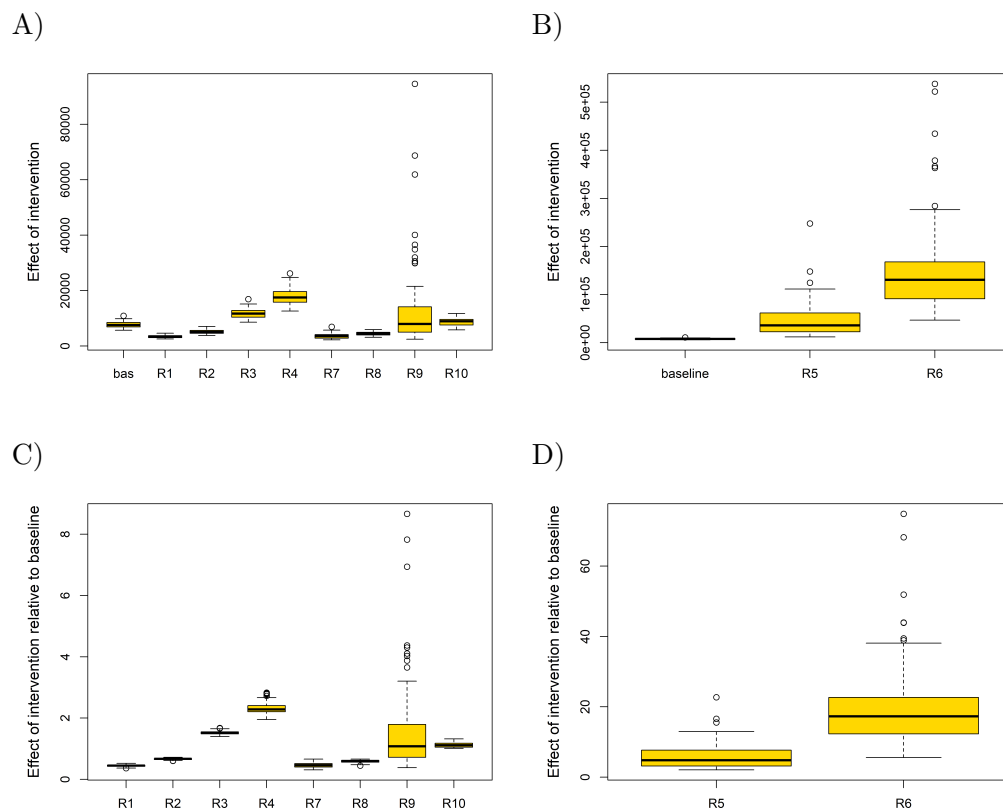 A)
Effect of intervention
80000
60000
40000
20000
0
bas R1 R2 R3 R4 R7 R8 R9 R10
B)
Effect of intervention
5e+05
4e+05
3e+05
2e+05
1e+05
0e+00
baseline R5 R6
C)
Effect of intervention relative to baseline
8
6
4
2
0
R1 R2 R3 R4 R7 R8 R9 R10
D)
Effect of intervention relative to baseline
60
40
20
0
R5 R6